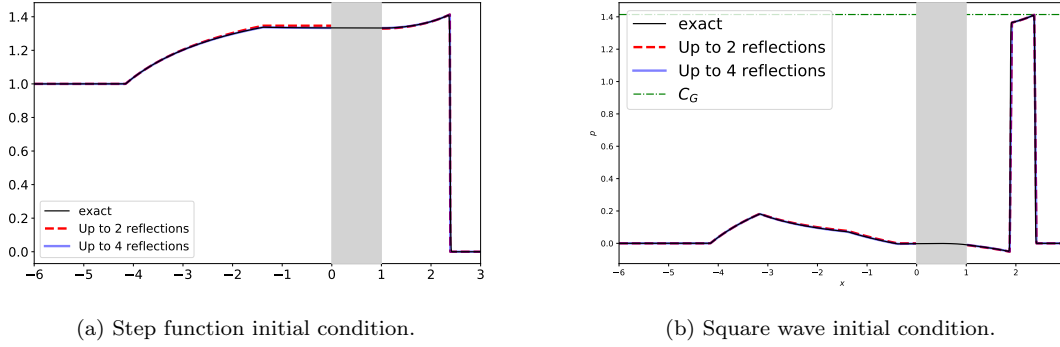 1.4
1.2
1.0
0.8
0.6
0.4
0.2
0.0
exact
Up to 2 reflections
Up to 4 reflections
−6 −5 −4 −3 −2 −1 0 1 2 3
(a) Step function initial condition.
1.4
1.2
1.0
0.8
0.6
0.4
0.2
0.0
p
exact
Up to 2 reflections
Up to 4 reflections
C_G
−6 −5 −4 −3 −2 −1 0 1 2
x
(b) Square wave initial condition.